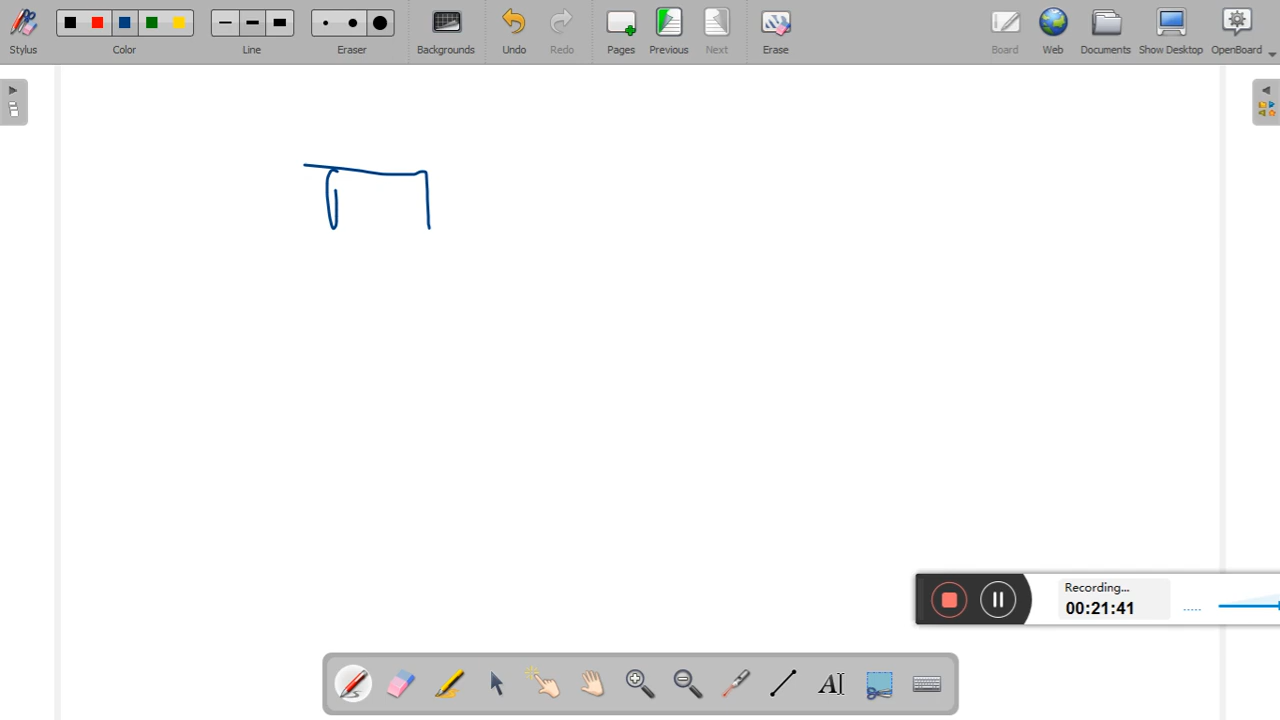 Stylus
Color
Line
Eraser
Backgrounds
Undo
Redo
Pages
Previous
Next
Erase
Board
Web
Documents
Show Desktop
OpenBoard
Recording...
00:21:41